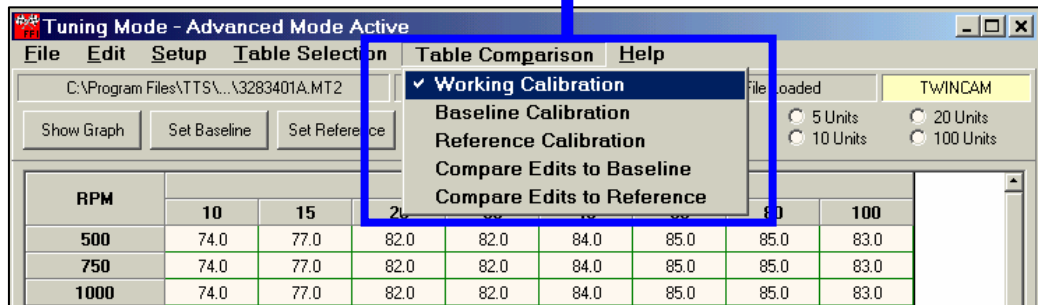 Tuning Mode - Advanced Mode Active
File Edit Setup Table Selection Table Comparison Help
C:\Program Files\TTS\...\3283401A.MT2 File Loaded TWINCAM
Working Calibration
Baseline Calibration
Reference Calibration
Compare Edits to Baseline
Compare Edits to Reference
Show Graph Set Baseline Set Reference 5 Units 20 Units
10 Units 100 Units
RPM
10 15 20 80 100
500 74.0 77.0 82.0 82.0 84.0 85.0 85.0 83.0
750 74.0 77.0 82.0 82.0 84.0 85.0 85.0 83.0
1000 74.0 77.0 82.0 82.0 84.0 85.0 85.0 83.0